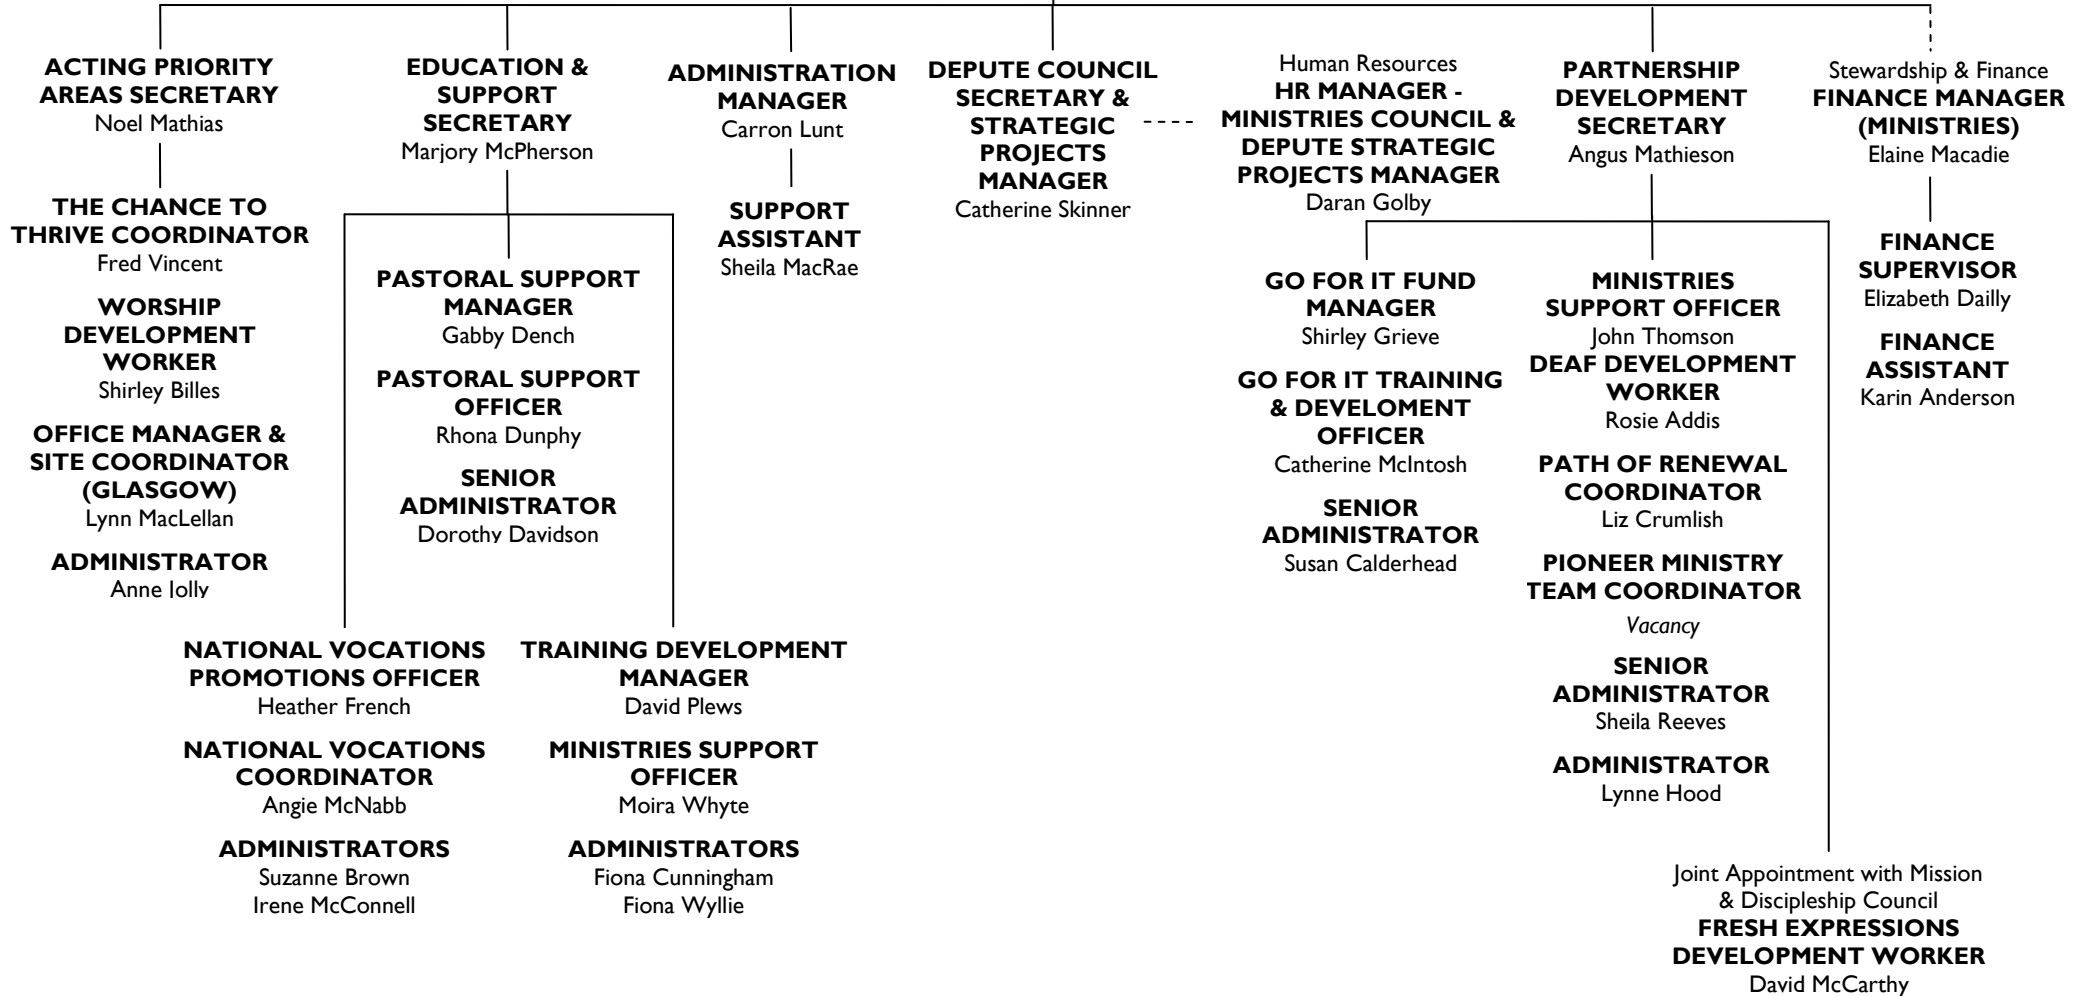 ACTING PRIORITY
AREAS SECRETARY
Noel Mathias
THE CHANCE TO
THRIVE COORDINATOR
Fred Vincent
WORSHIP
DEVELOPMENT
WORKER
Shirley Billes
OFFICE MANAGER &
SITE COORDINATOR
(GLASGOW)
Lynn MacLellan
ADMINISTRATOR
Anne Jolly
EDUCATION &
SUPPORT
SECRETARY
Marjory McPherson
PASTORAL SUPPORT
MANAGER
Gabby Dench
PASTORAL SUPPORT
OFFICER
Rhona Dunphy
SENIOR
ADMINISTRATOR
Dorothy Davidson
NATIONAL VOCATIONS
PROMOTIONS OFFICER
Heather French
NATIONAL VOCATIONS
COORDINATOR
Angie McNabb
ADMINISTRATORS
Suzanne Brown
Irene McConnell
TRAINING DEVELOPMENT
MANAGER
David Plews
MINISTRIES SUPPORT
OFFICER
Moira Whyte
ADMINISTRATORS
Fiona Cunningham
Fiona Wyllie
ADMINISTRATION
MANAGER
Carron Lunt
SUPPORT
ASSISTANT
Sheila MacRae
DEPUTE COUNCIL
SECRETARY &
STRATEGIC
PROJECTS
MANAGER
Catherine Skinner
Human Resources
HR MANAGER -
MINISTRIES COUNCIL &
DEPUTE STRATEGIC
PROJECTS MANAGER
Daran Golby
PARTNERSHIP
DEVELOPMENT
SECRETARY
Angus Mathieson
GO FOR IT FUND
MANAGER
Shirley Grieve
GO FOR IT TRAINING
& DEVELOMENT
OFFICER
Catherine McIntosh
SENIOR
ADMINISTRATOR
Susan Calderhead
MINISTRIES
SUPPORT OFFICER
John Thomson
DEAF DEVELOPMENT
WORKER
Rosie Addis
PATH OF RENEWAL
COORDINATOR
Liz Crumlish
PIONEER MINISTRY
TEAM COORDINATOR
Vacancy
SENIOR
ADMINISTRATOR
Sheila Reeves
ADMINISTRATOR
Lynne Hood
Joint Appointment with Mission
& Discipleship Council
FRESH EXPRESSIONS
DEVELOPMENT WORKER
David McCarthy
Stewardship & Finance
FINANCE MANAGER
(MINISTRIES)
Elaine Macadie
FINANCE
SUPERVISOR
Elizabeth Dailly
FINANCE
ASSISTANT
Karin Anderson